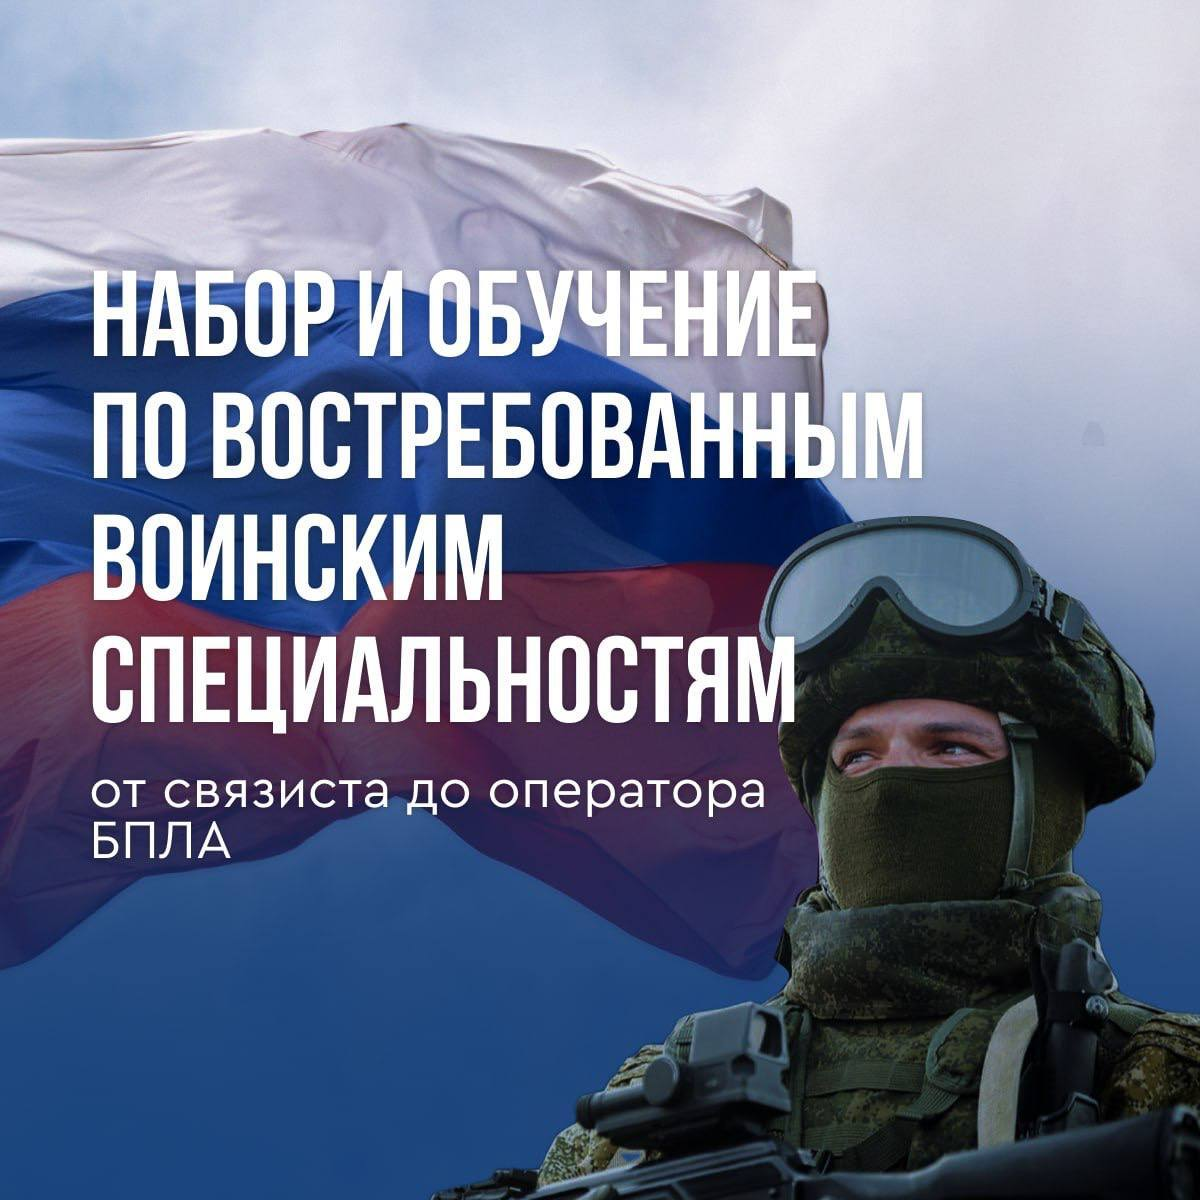 НАБОР И ОБУЧЕНИЕ
ПО ВОСТРЕБОВАННЫМ
ВОИНСКИМ
СПЕЦИАЛЬНОСТЯМ
от связиста до оператора
БПЛА